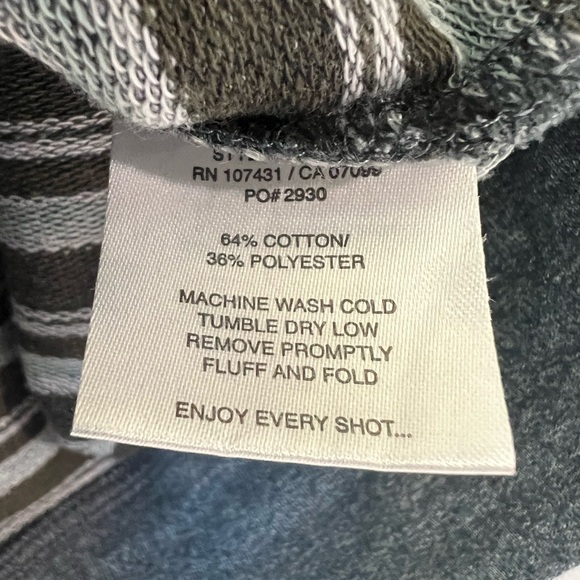 RN 107431 / CA 07099
PO# 2930
64% COTTON/
36% POLYESTER
MACHINE WASH COLD
TUMBLE DRY LOW
REMOVE PROMPTLY
FLUFF AND FOLD
ENJOY EVERY SHOT...